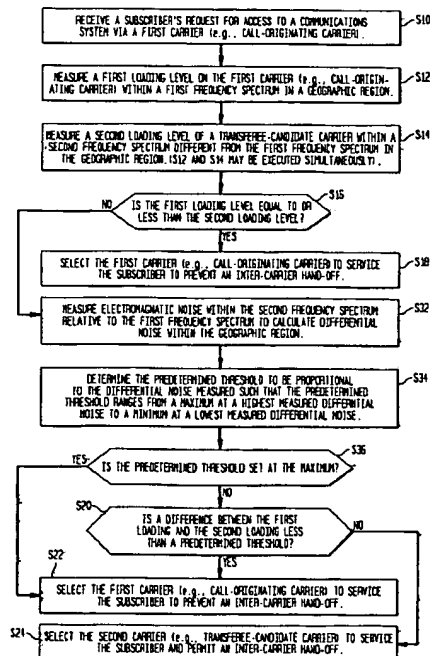 RECEIVE A SUBSCRIBER'S REQUEST FOR ACCESS TO A COMMUNICATIONS
SYSTEM VIA A FIRST CARRIER (e.g., CALL-ORIGINATING CARRIER).
S10
MEASURE A FIRST LOADING LEVEL ON THE FIRST CARRIER (e.g., CALL-ORIGIN-
ATING CARRIER) WITHIN A FIRST FREQUENCY SPECTRUM IN A GEOGRAPHIC
REGION.
S12
MEASURE A SECOND LOADING LEVEL OF A TRANSFEREE-CANDIDATE CARRIER WITHIN A
SECOND FREQUENCY SPECTRUM DIFFERENT FROM THE FIRST FREQUENCY SPECTRUM IN
THE GEOGRAPHIC REGION. (S12 AND S14 MAY BE EXECUTED SIMULTANEOUSLY).
S14
S16
NO
IS THE FIRST LOADING LEVEL EQUAL TO OR
LESS THAN THE SECOND LOADING LEVEL?
YES
SELECT THE FIRST CARRIER (e.g., CALL-ORIGINATING CARRIER) TO SERVICE
THE SUBSCRIBER TO PREVENT AN INTER-CARRIER HAND-OFF.
S18
MEASURE ELECTROMAGNETIC NOISE WITHIN THE SECOND FREQUENCY SPECTRUM
RELATIVE TO THE FIRST FREQUENCY SPECTRUM TO CALCULATE DIFFERENTIAL
NOISE WITHIN THE GEOGRAPHIC REGION.
S32
DETERMINE THE PREDETERMINED THRESHOLD TO BE PROPORTIONAL
TO THE DIFFERENTIAL NOISE MEASURED SUCH THAT THE PREDETERMINED
THRESHOLD RANGES FROM A MAXIMUM AT A HIGHEST MEASURED DIFFERENTIAL
NOISE TO A MINIMUM AT A LOWEST MEASURED DIFFERENTIAL NOISE.
S34
S36
YES
IS THE PREDETERMINED THRESHOLD SET AT THE MAXIMUM?
NO
S20
IS A DIFFERENCE BETWEEN THE FIRST
LOADING AND THE SECOND LOADING LESS
THAN A PREDETERMINED THRESHOLD?
NO
YES
S22
SELECT THE FIRST CARRIER (e.g., CALL-ORIGINATING CARRIER) TO SERVICE
THE SUBSCRIBER TO PREVENT AN INTER-CARRIER HAND-OFF.
S24
SELECT THE SECOND CARRIER (e.g., TRANSFEREE-CANDIDATE CARRIER) TO SERVICE
THE SUBSCRIBER AND PERMIT AN INTER-CARRIER HAND-OFF.